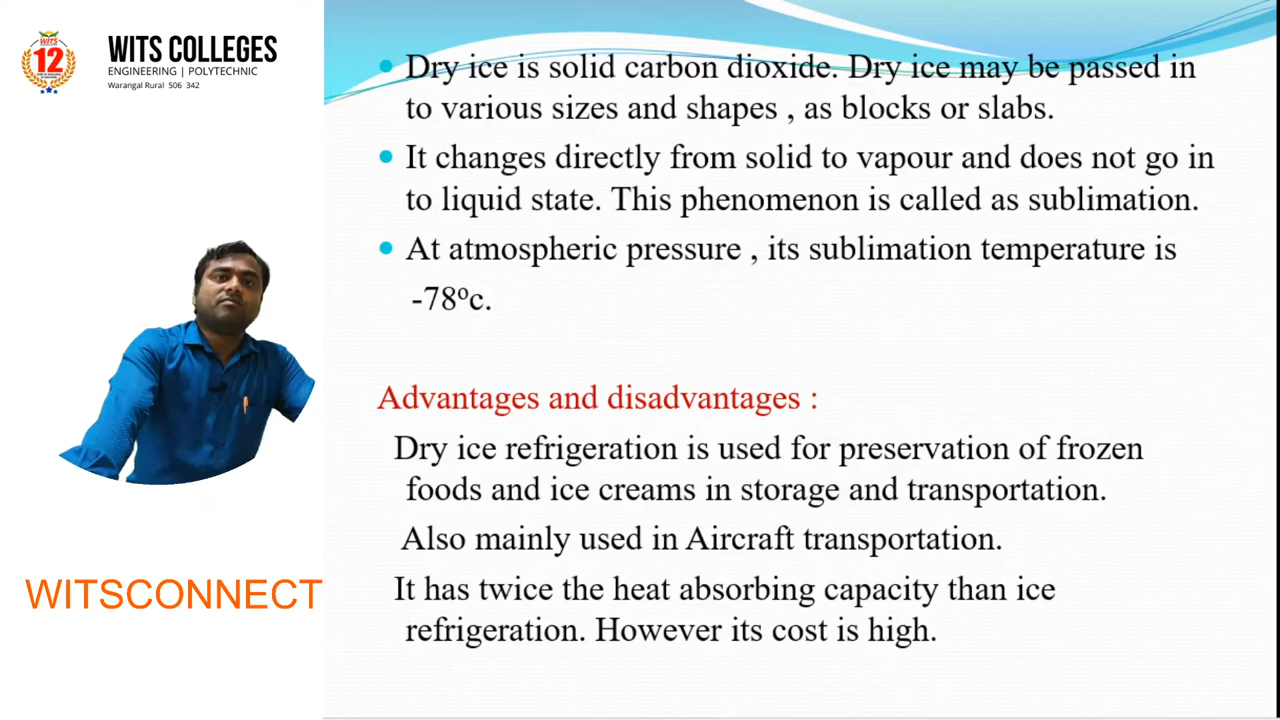 WITS
12
WITS COLLEGES
ENGINEERING | POLYTECHNIC
Warangal Rural 506 342
WITSCONNECT
Dry ice is solid carbon dioxide. Dry ice may be passed in
to various sizes and shapes , as blocks or slabs.
It changes directly from solid to vapour and does not go in
to liquid state. This phenomenon is called as sublimation.
At atmospheric pressure , its sublimation temperature is
-78⁰c.
Advantages and disadvantages :
Dry ice refrigeration is used for preservation of frozen
foods and ice creams in storage and transportation.
Also mainly used in Aircraft transportation.
It has twice the heat absorbing capacity than ice
refrigeration. However its cost is high.